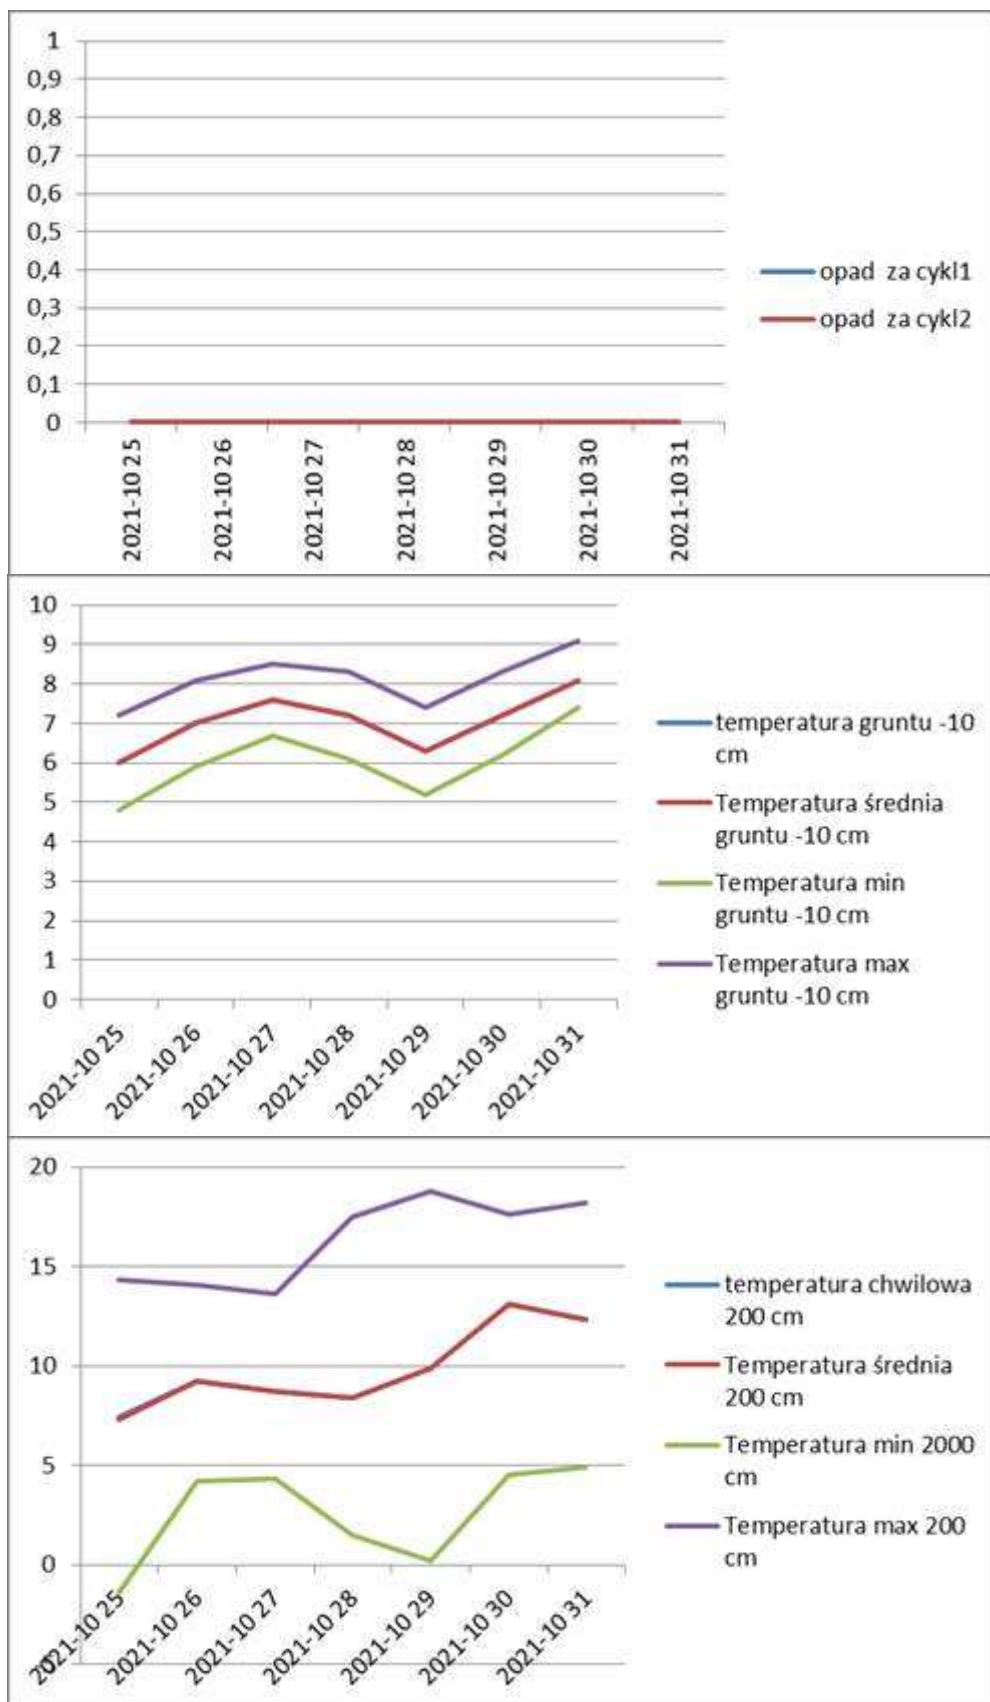 1
0,9
0,8
0,7
0,6
0,5
0,4
0,3
0,2
0,1
0
2021-10 25
2021-10 26
2021-10 27
2021-10 28
2021-10 29
2021-10 30
2021-10 31
opad za cykl1
opad za cykl2
10
9
8
7
6
5
4
3
2
1
0
2021-10 25
2021-10 26
2021-10 27
2021-10 28
2021-10 29
2021-10 30
2021-10 31
temperatura gruntu -10
cm
Temperatura średnia
gruntu -10 cm
Temperatura min
gruntu -10 cm
Temperatura max
gruntu -10 cm
20
15
10
5
0
-5
2021-10 25
2021-10 26
2021-10 27
2021-10 28
2021-10 29
2021-10 30
2021-10 31
temperatura chwilowa
200 cm
Temperatura średnia
200 cm
Temperatura min 2000
cm
Temperatura max 200
cm